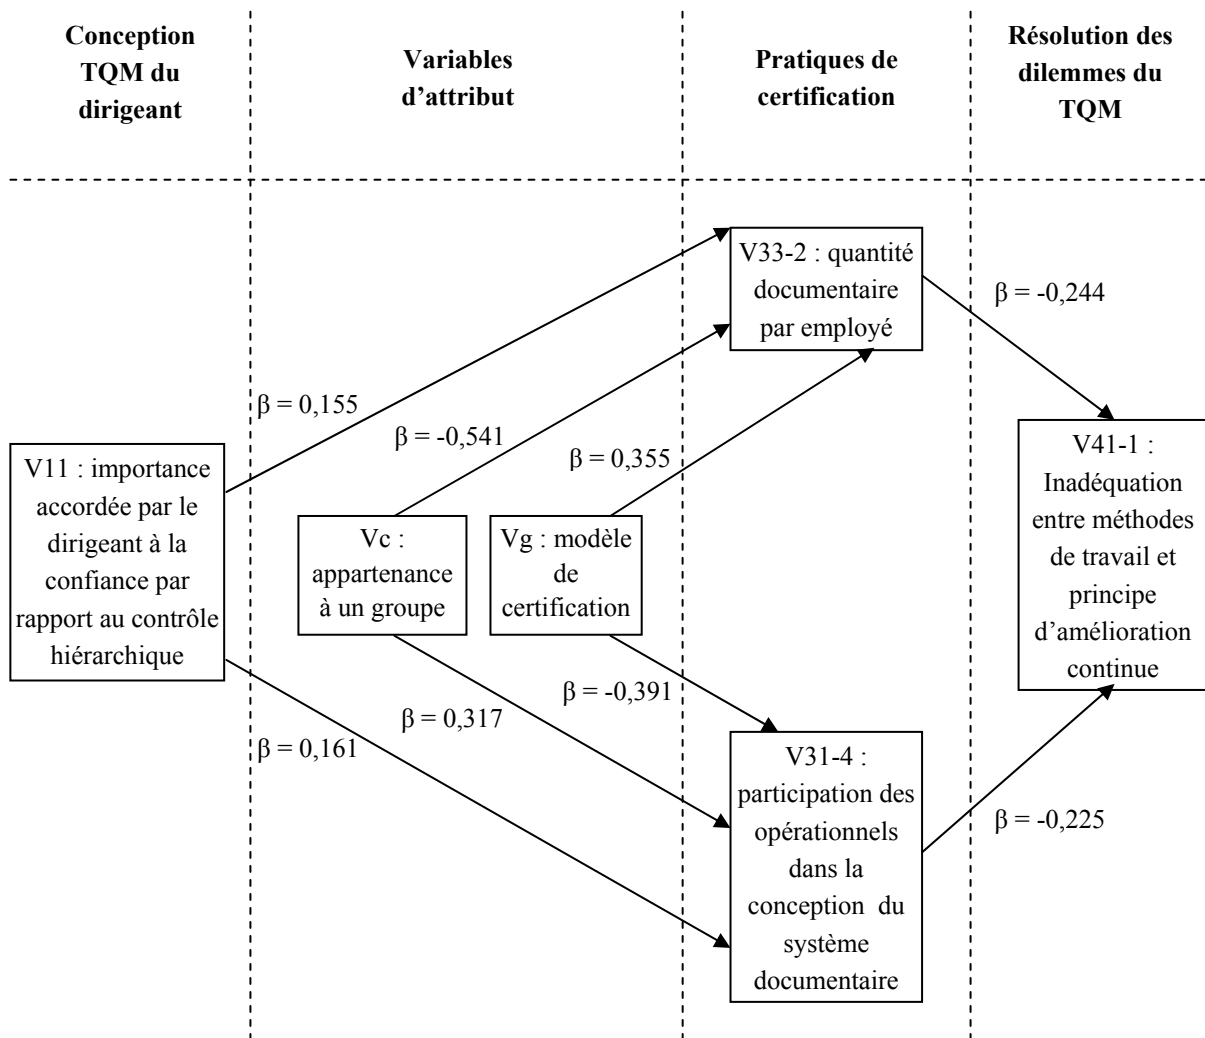 Conception
TQM du
dirigeant
Variables
d’attribut
Pratiques de
certification
Résolution des
dilemmes du
TQM
V33-2 : quantité
documentaire
par employé
β = -0,244
β = 0,155
β = -0,541
β = 0,355
V11 : importance
accordée par le
dirigeant à la
confiance par
rapport au contrôle
hiérarchique
Vc :
appartenance
à un groupe
Vg : modèle
de
certification
V41-1 :
Inadéquation
entre méthodes
de travail et
principe
d’amélioration
continue
β = -0,391
β = 0,317
β = 0,161
V31-4 :
participation des
opérationnels
dans la
conception du
système
documentaire
β = -0,225